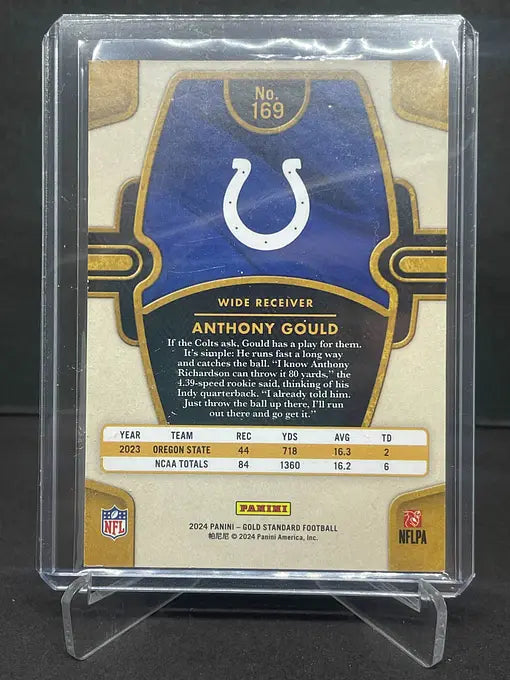 No.
169
WIDE RECEIVER
ANTHONY GOULD
If the Colts ask, Gould has a play for them.
It's simple: He runs fast a long way
and catches the ball. “I know Anthony
Richardson can throw it 80 yards,” the
4.39-speed rookie said, thinking of his
Indy quarterback. “I already told him.
Just throw the ball up there, I'll run
out there and go get it.”
YEAR TEAM REC YDS AVG TD
2023 OREGON STATE 44 718 16.3 2
NCAA TOTALS 84 1360 16.2 6
PANINI
NFL
NFLPA
2024 PANINI – GOLD STANDARD FOOTBALL
帕尼尼 © 2024 Panini America, Inc.